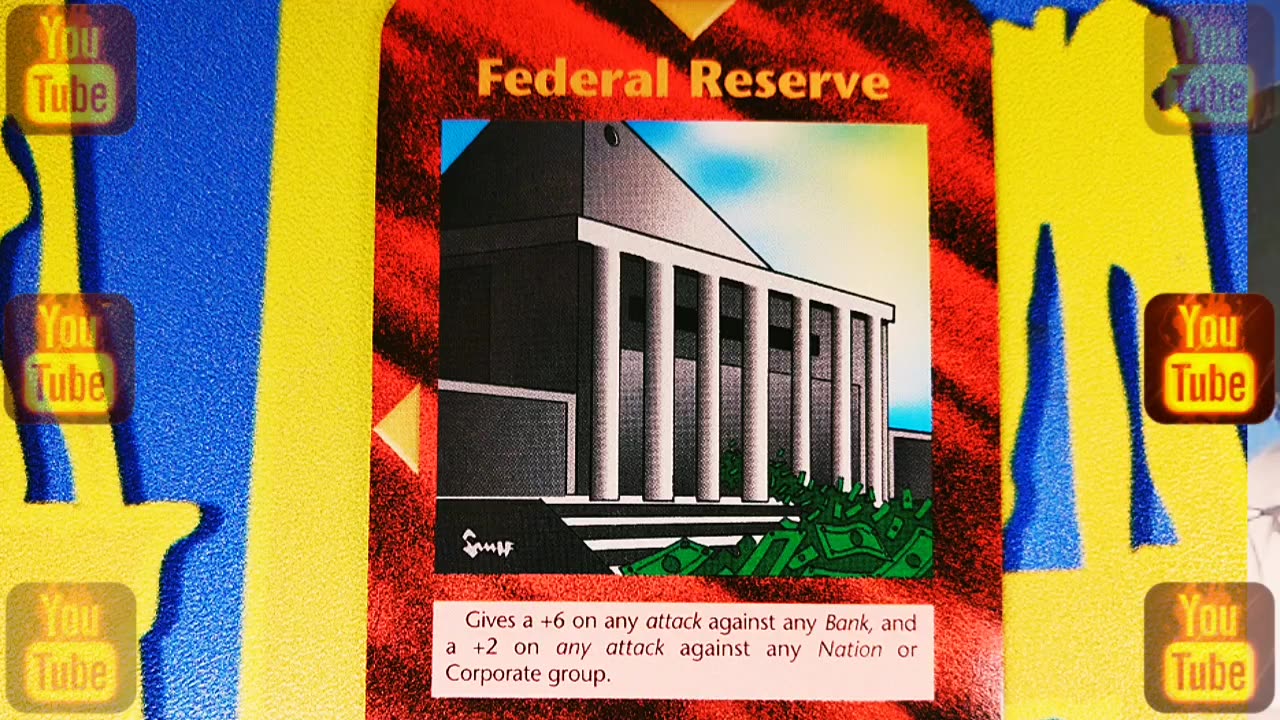 You
Tube
You
Tube
Federal Reserve
You
Tube
You
Tube
Gives a +6 on any attack against any Bank, and
a +2 on any attack against any Nation or
Corporate group.
You
Tube
You
Tube